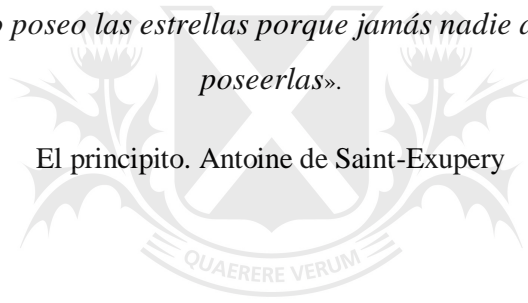 poseo las estrellas porque jamás nadie
poseerlas».
El principito. Antoine de Saint-Exupery
QUAERERE VERUM